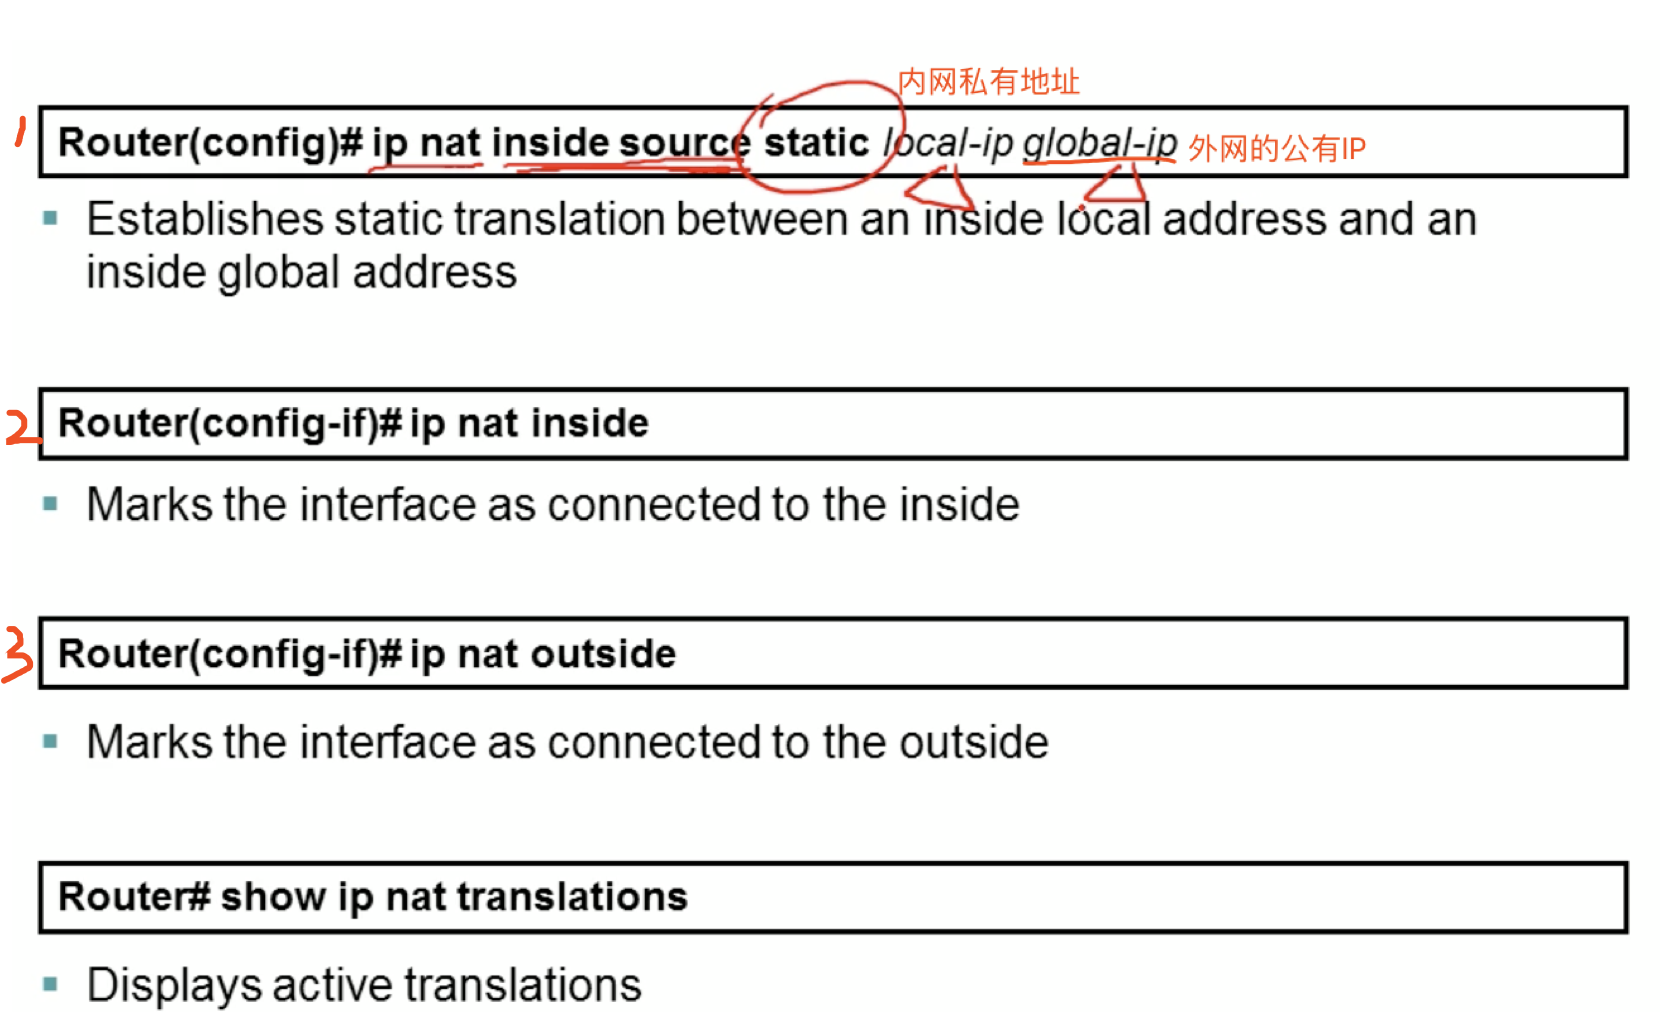 内网私有地址
1 Router(config)# ip nat inside source static local-ip global-ip 外网的公有IP
Establishes static translation between an inside local address and an
inside global address
2 Router(config-if)# ip nat inside
Marks the interface as connected to the inside
3 Router(config-if)# ip nat outside
Marks the interface as connected to the outside
Router# show ip nat translations
Displays active translations